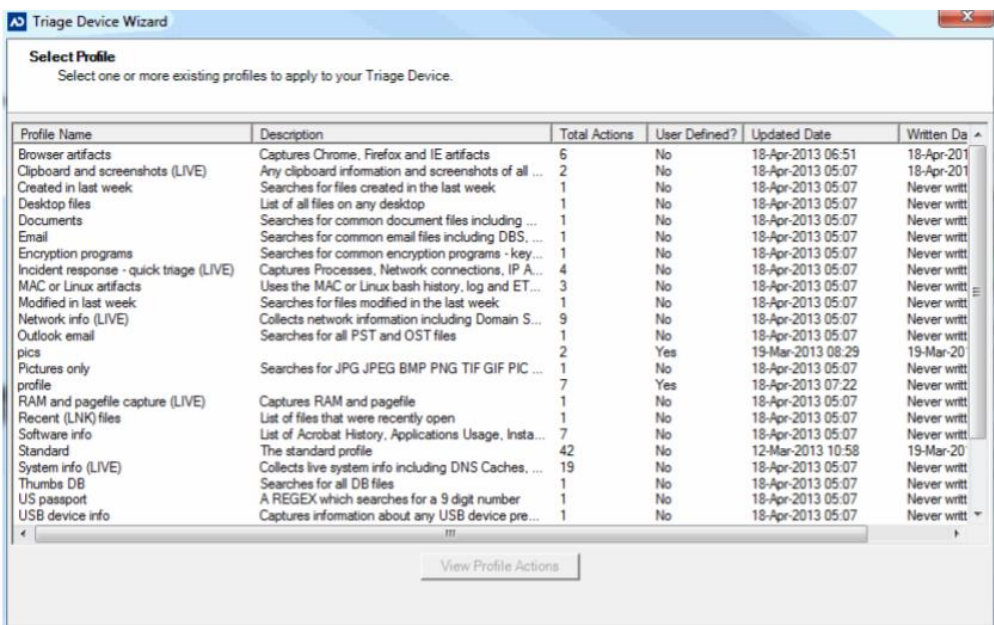 Triage Device Wizard
Select Profile
Select one or more existing profiles to apply to your Triage Device.
Profile Name Description Total Actions User Defined? Updated Date Written Da
Browser artifacts Captures Chrome, Firefox and IE artifacts 6 No 18-Apr-2013 06:51 18-Apr-201
Clipboard and screenshots (LIVE) Any clipboard information and screenshots of all ... 2 No 18-Apr-2013 05:07 18-Apr-201
Created in last week Searches for files created in the last week 1 No 18-Apr-2013 05:07 Never writt
Desktop files List of all files on any desktop 1 No 18-Apr-2013 05:07 Never writt
Documents Searches for common document files including ... 1 No 18-Apr-2013 05:07 Never writt
Email Searches for common email files including DBS, ... 1 No 18-Apr-2013 05:07 Never writt
Encryption programs Searches for common encryption programs - key... 1 No 18-Apr-2013 05:07 Never writt
Incident response - quick triage (LIVE) Captures Processes, Network connections, IP A... 4 No 18-Apr-2013 05:07 Never writt
MAC or Linux artifacts Uses the MAC or Linux bash history, log and ET... 3 No 18-Apr-2013 05:07 Never writt
Modified in last week Searches for files modified in the last week 1 No 18-Apr-2013 05:07 Never writt
Network info (LIVE) Collects network information including Domain S... 9 No 18-Apr-2013 05:07 Never writt
Outlook email Searches for all PST and OST files 1 No 18-Apr-2013 05:07 Never writt
pics 2 Yes 19-Mar-2013 08:29 19-Mar-20
Pictures only Searches for JPG JPEG BMP PNG TIF GIF PIC ... 1 No 18-Apr-2013 05:07 Never writt
profile 7 Yes 18-Apr-2013 07:22 Never writt
RAM and pagefile capture (LIVE) Captures RAM and pagefile 1 No 18-Apr-2013 05:07 Never writt
Recent (LNK) files List of files that were recently open 1 No 18-Apr-2013 05:07 Never writt
Software info List of Acrobat History, Applications Usage, Insta... 7 No 18-Apr-2013 05:07 Never writt
Standard The standard profile 42 No 12-Mar-2013 10:58 19-Mar-20
System info (LIVE) Collects live system info including DNS Caches, ... 19 No 18-Apr-2013 05:07 Never writt
Thumbs DB Searches for all DB files 1 No 18-Apr-2013 05:07 Never writt
US passport A REGEX which searches for a 9 digit number 1 No 18-Apr-2013 05:07 Never writt
USB device info Captures information about any USB device pre... 1 No 18-Apr-2013 05:07 Never writt
View Profile Actions